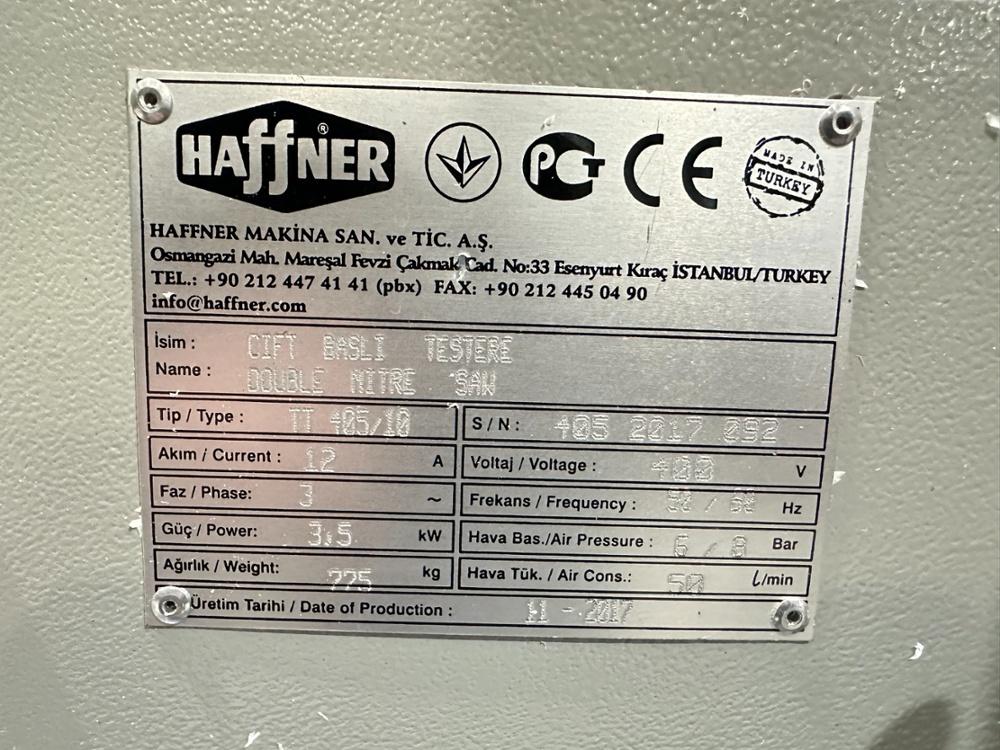 HAffNER®
PCT CE MADE IN TURKEY
HAFFNER MAKİNA SAN. ve TİC. A.Ş.
Osmangazi Mah. Mareşal Fevzi Çakmak Cad. No:33 Esenyurt Kıraç İSTANBUL/TURKEY
TEL.: +90 212 447 41 41 (pbx) FAX: +90 212 445 04 90
info@haffner.com
İsim : CIFT BASLI TESTERE
Name : DOUBLE MITRE SAW
Tip / Type : TT 405/10 S / N : 405 2017 092
Akım / Current : 12 A Voltaj / Voltage : 400 V
Faz / Phase: 3 ~ Frekans / Frequency : 50 / 60 Hz
Güç / Power: 3,5 kW Hava Bas./Air Pressure : 6 / 8 Bar
Ağırlık / Weight: 775 kg Hava Tük. / Air Cons.: 50 l/min
Üretim Tarihi / Date of Production : 11 - 2017